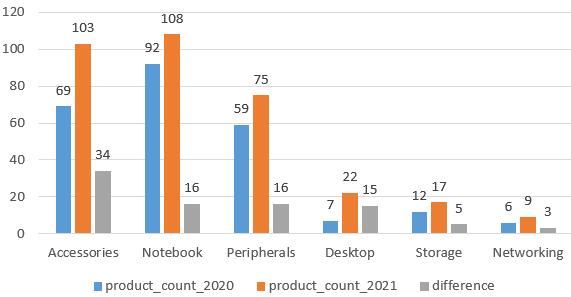 120
100
80
60
40
20
0
69 103 34
92 108 16
59 75 16
7 22 15
12 17 5
6 9 3
Accessories Notebook Peripherals Desktop Storage Networking
product_count_2020 product_count_2021 difference